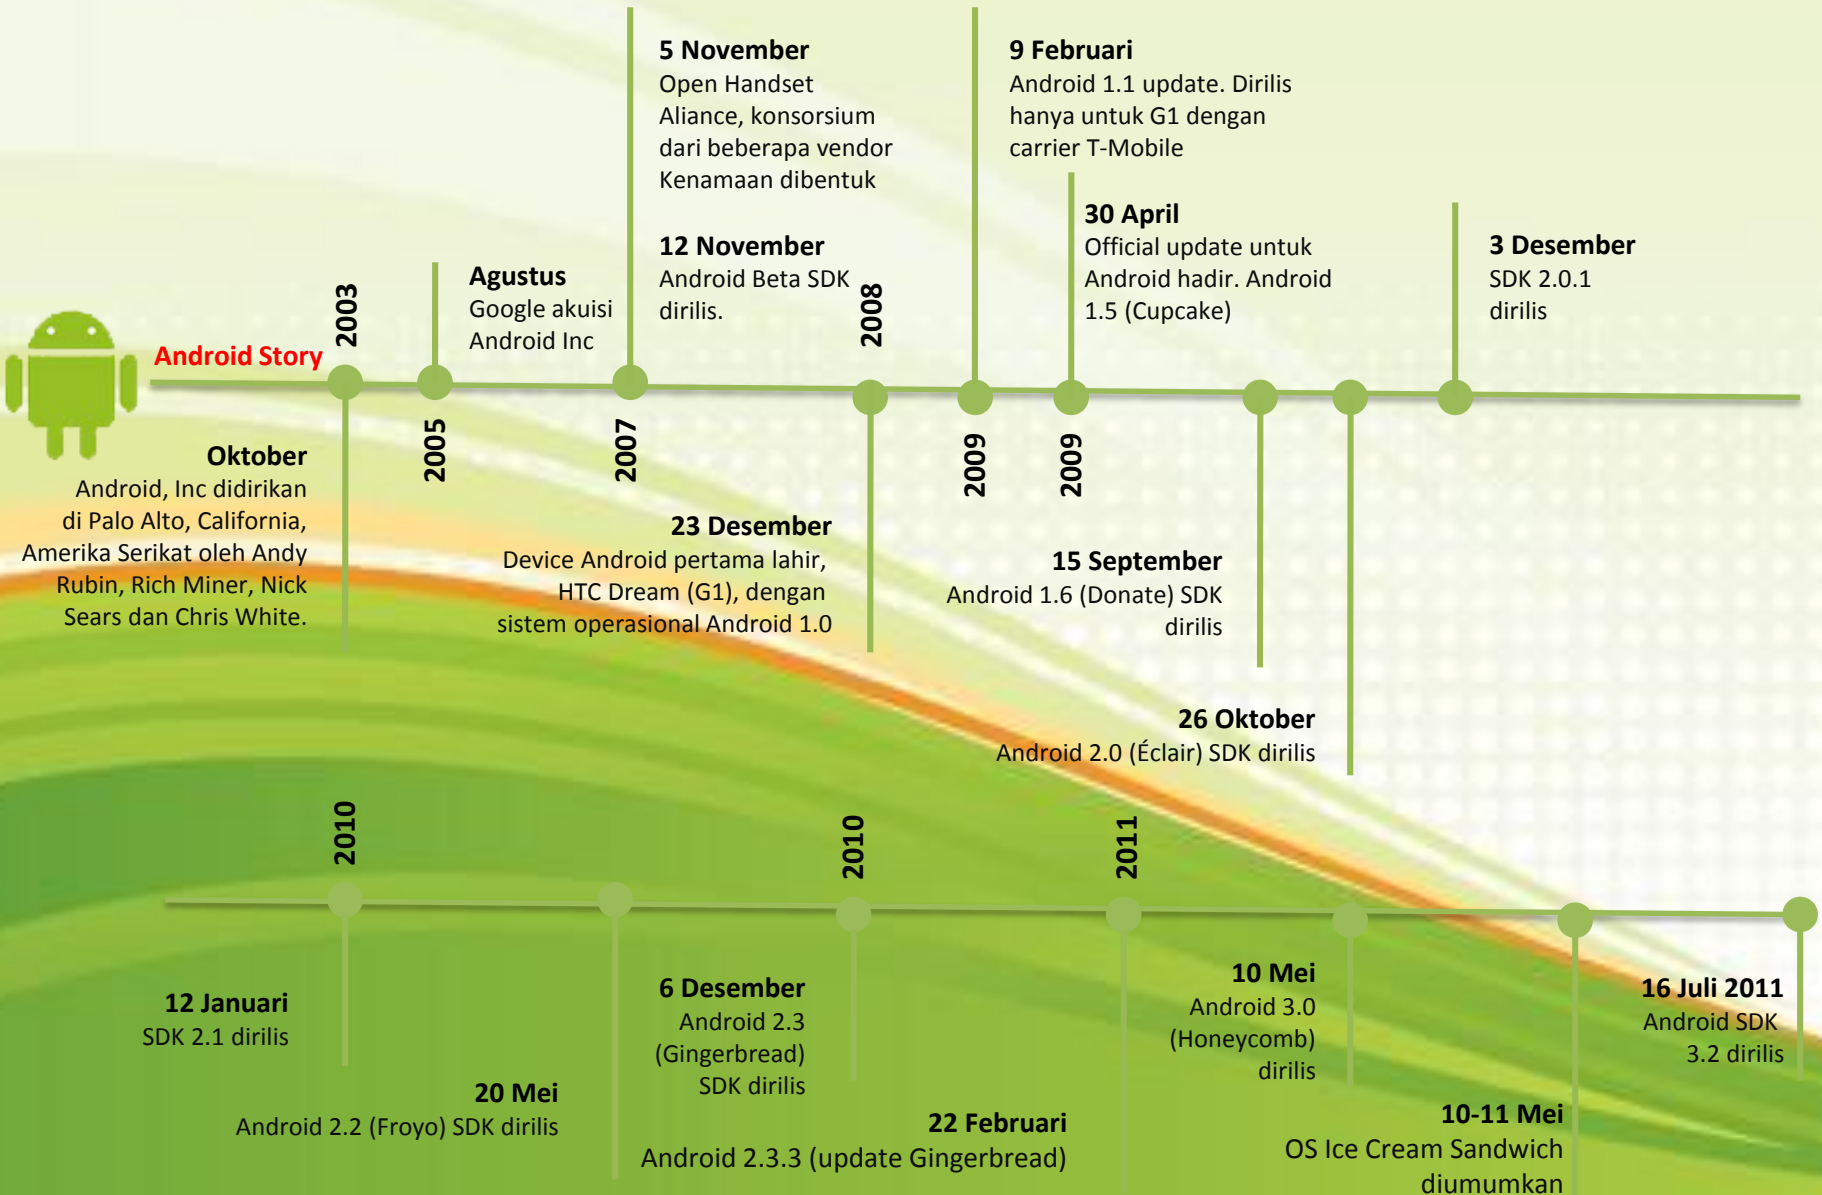 Android Story
2003
Oktober
Android, Inc didirikan
di Palo Alto, California,
Amerika Serikat oleh Andy
Rubin, Rich Miner, Nick
Sears dan Chris White.
2005
Agustus
Google akuisi
Android Inc
2007
5 November
Open Handset
Aliance, konsorsium
dari beberapa vendor
Kenamaan dibentuk
12 November
Android Beta SDK
dirilis.
2008
23 Desember
Device Android pertama lahir,
HTC Dream (G1), dengan
sistem operasional Android 1.0
2009
9 Februari
Android 1.1 update. Dirilis
hanya untuk G1 dengan
carrier T-Mobile
2009
30 April
Official update untuk
Android hadir. Android
1.5 (Cupcake)
15 September
Android 1.6 (Donate) SDK
dirilis
26 Oktober
Android 2.0 (Éclair) SDK dirilis
3 Desember
SDK 2.0.1
dirilis
2010
12 Januari
SDK 2.1 dirilis
20 Mei
Android 2.2 (Froyo) SDK dirilis
2010
6 Desember
Android 2.3
(Gingerbread)
SDK dirilis
2011
22 Februari
Android 2.3.3 (update Gingerbread)
10 Mei
Android 3.0
(Honeycomb)
dirilis
10-11 Mei
OS Ice Cream Sandwich
diumumkan
16 Juli 2011
Android SDK
3.2 dirilis